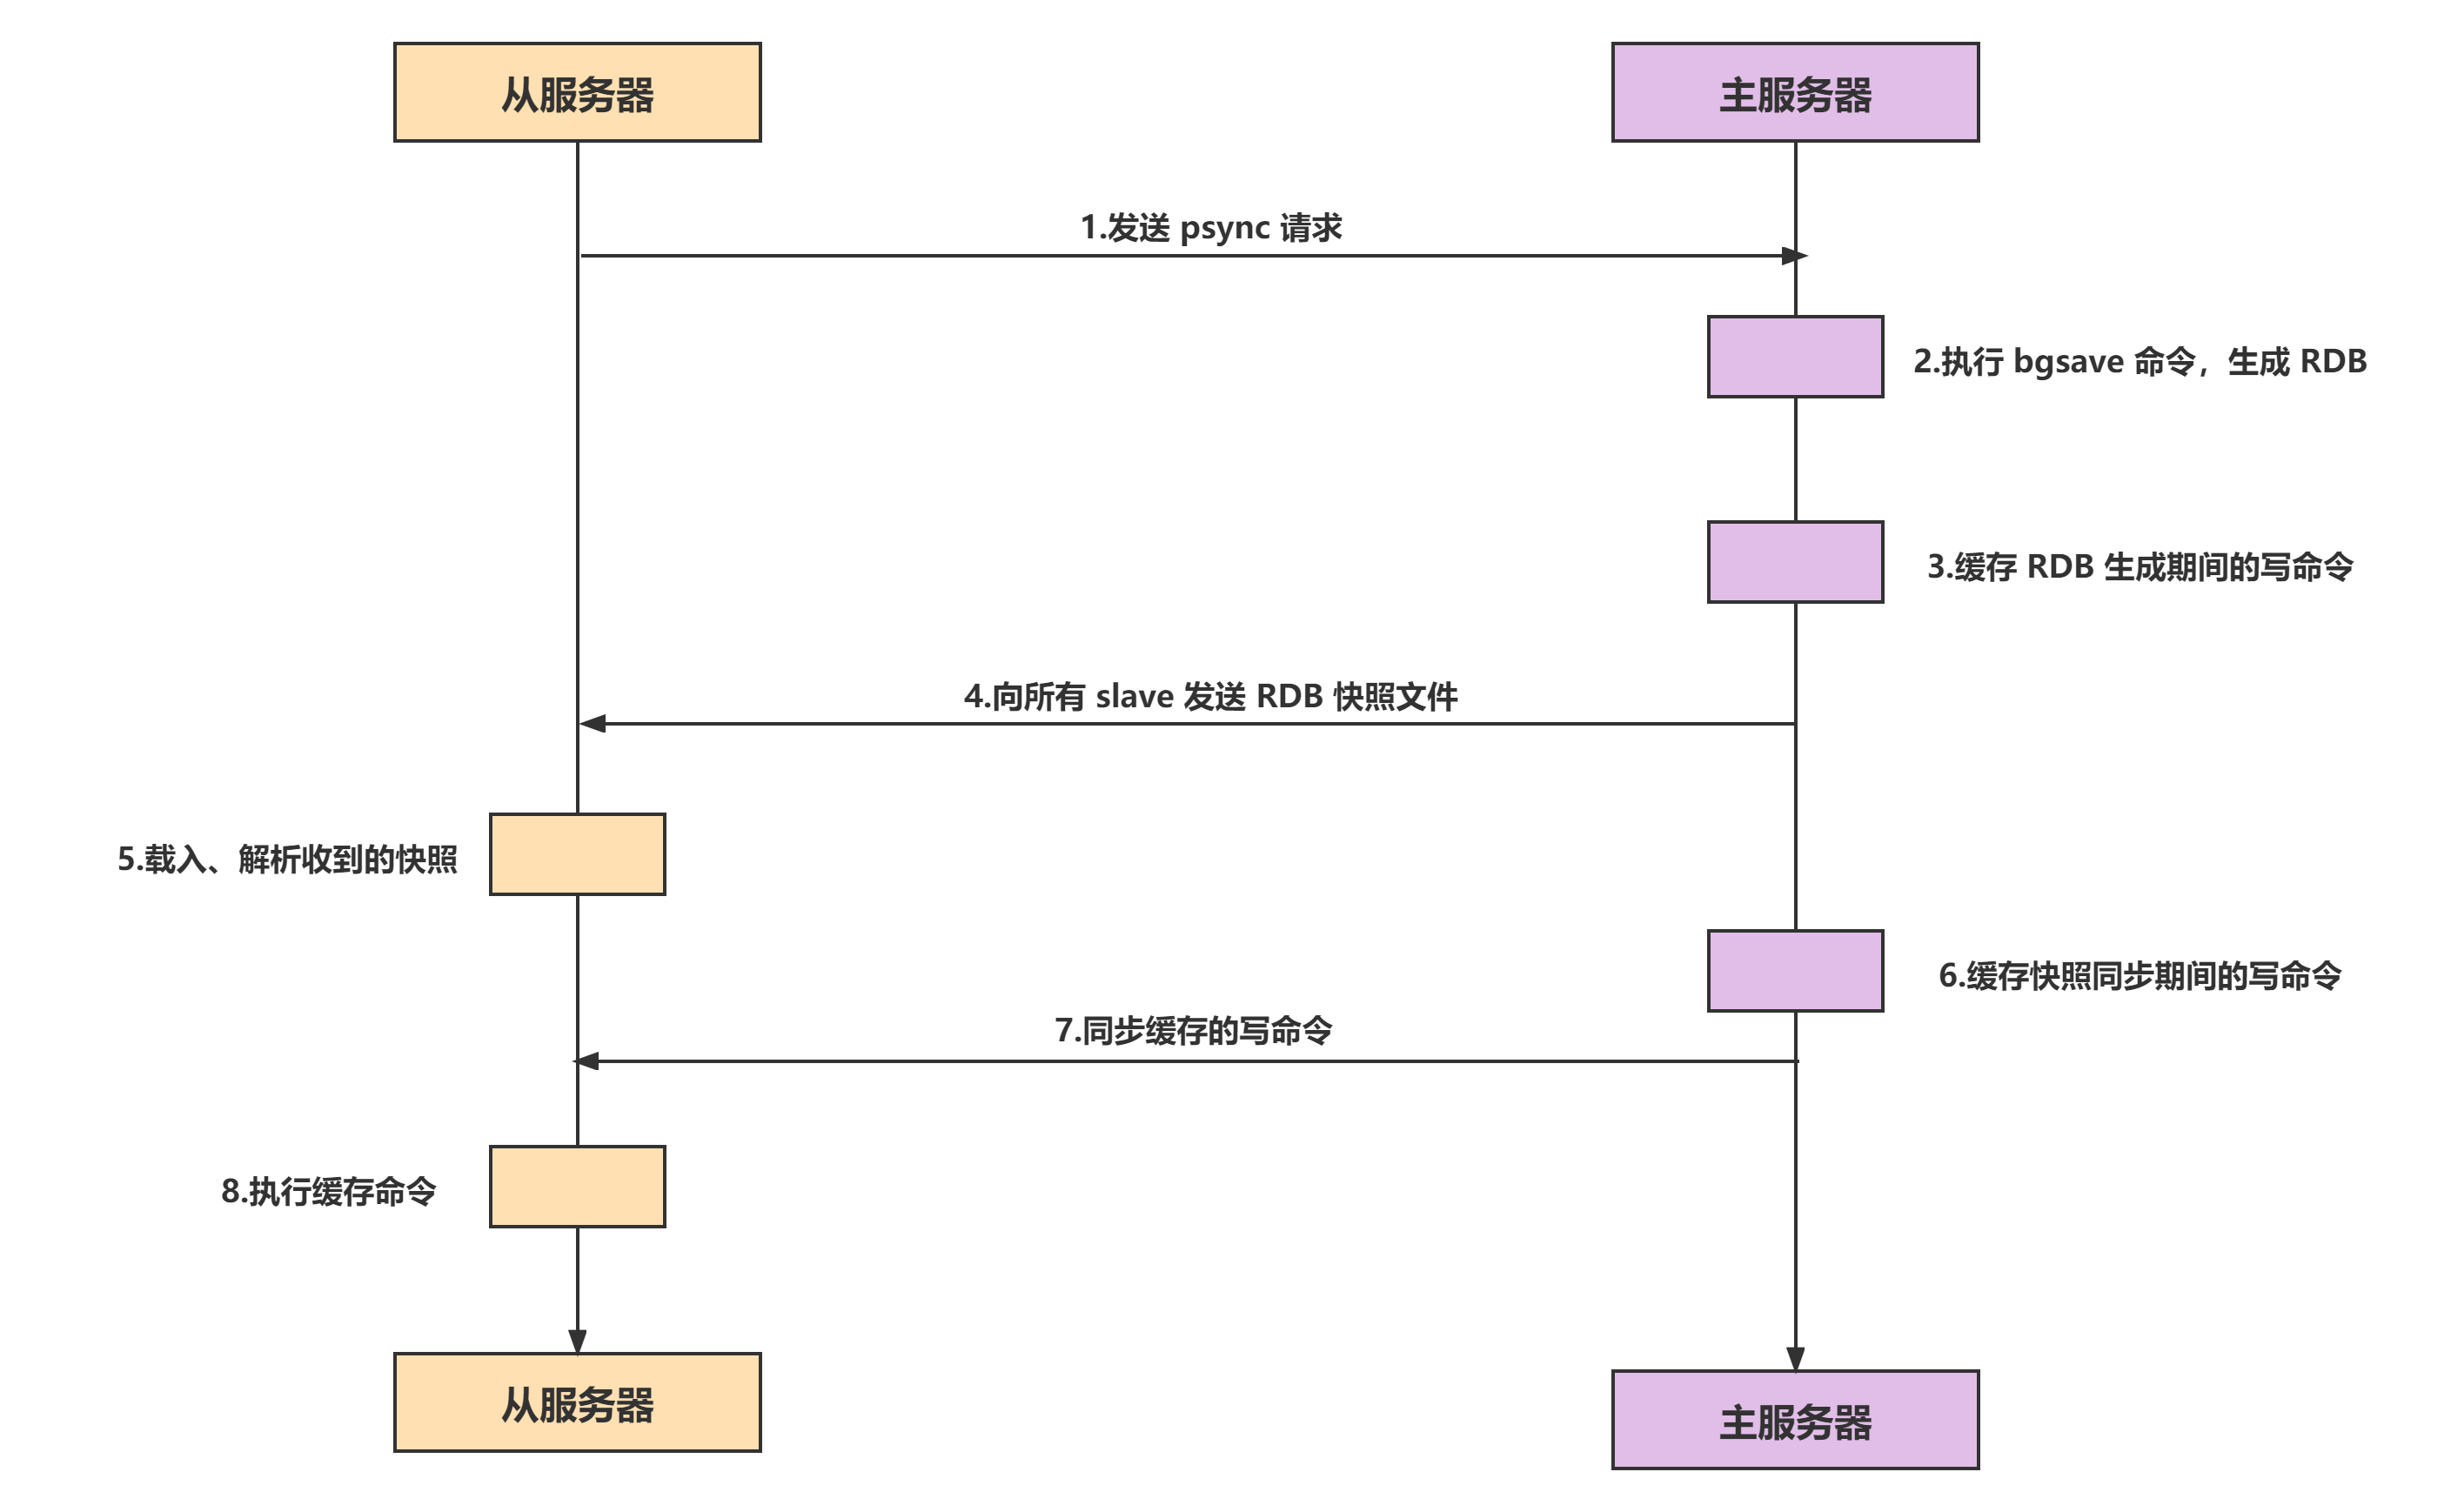 从服务器
主服务器
1.发送 psync 请求
2.执行 bgsave 命令，生成 RDB
3.缓存 RDB 生成期间的写命令
4.向所有 slave 发送 RDB 快照文件
5.载入、解析收到的快照
6.缓存快照同步期间的写命令
7.同步缓存的写命令
8.执行缓存命令
从服务器
主服务器